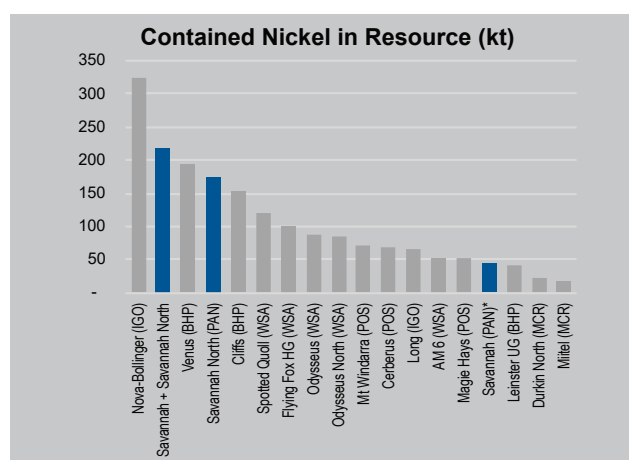 Contained Nickel in Resource (kt)
350
300
250
200
150
100
50
-
Nova-Bollinger (IGO)
Savannah + Savannah North
Venus (BHP)
Savannah North (PAN)
Cliffs (BHP)
Spotted Quoll (WSA)
Flying Fox HG (WSA)
Odysseus (WSA)
Odysseus North (WSA)
Mt Windarra (POS)
Cerberus (POS)
Long (IGO)
AM 6 (WSA)
Magie Hays (POS)
Savannah (PAN)*
Leinster UG (BHP)
Durkin North (MCR)
Miitel (MCR)